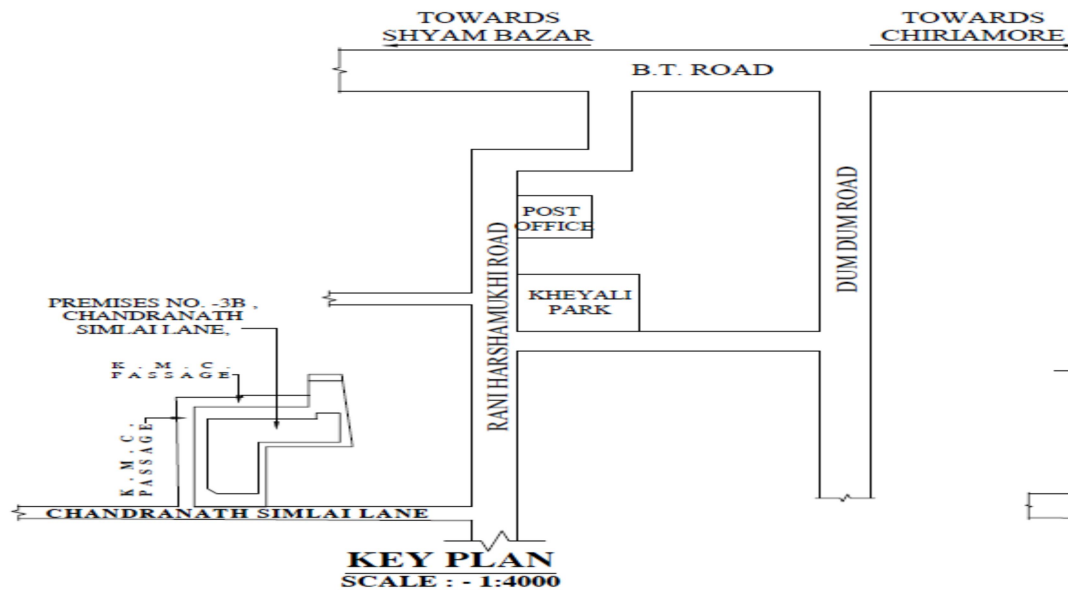 TOWARDS
SHYAM BAZAR
TOWARDS
CHIRIAMORE
B.T. ROAD
POST
OFFICE
RANI HARSHAMUKHI ROAD
DUM DUM ROAD
KHEYALI
PARK
PREMISES NO. -3B ,
CHANDRANATH
SIMLAI LANE,
K . M . C .
PASSAGE
K . M . C .
PASSAGE
CHANDRANATH SIMLAI LANE
KEY PLAN
SCALE : - 1:4000